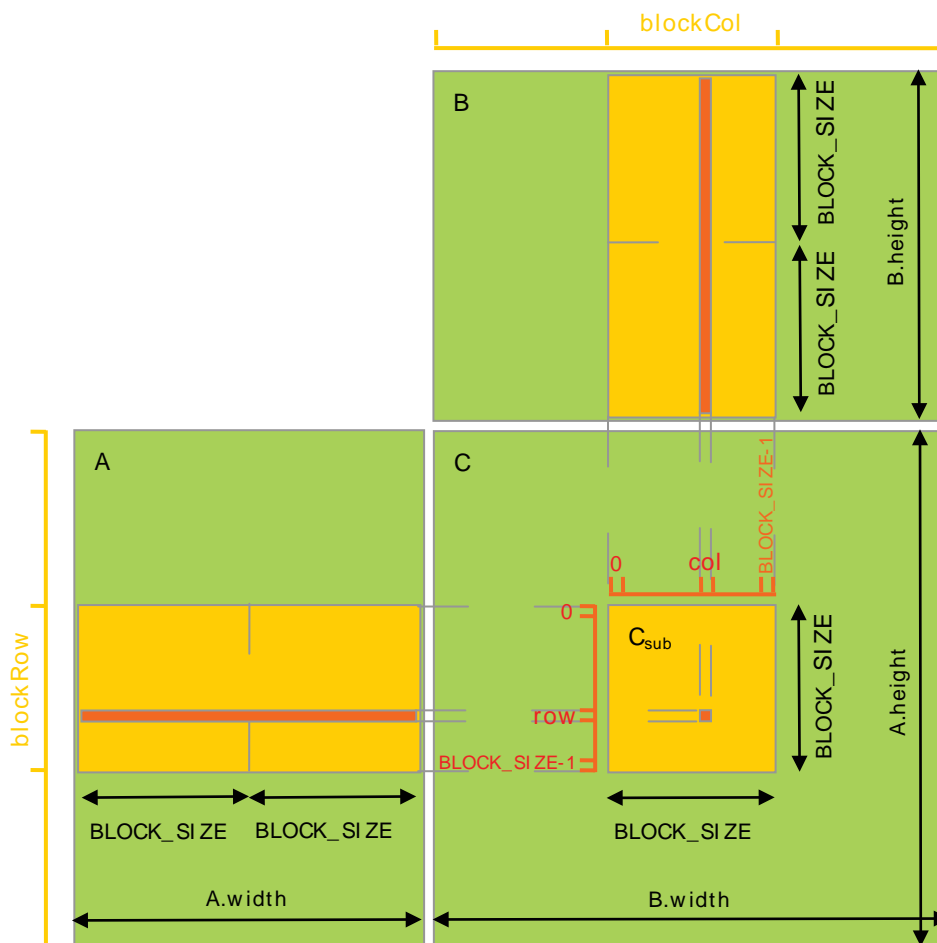 blockCol
B
BLOCK_SIZE
B.height
BLOCK_SIZE
A
C
BLOCK_SIZE-1
0
col
0
C_sub
BLOCK_SIZE
A.height
blockRow
row
BLOCK_SIZE-1
BLOCK_SIZE
BLOCK_SIZE
BLOCK_SIZE
A.width
B.width